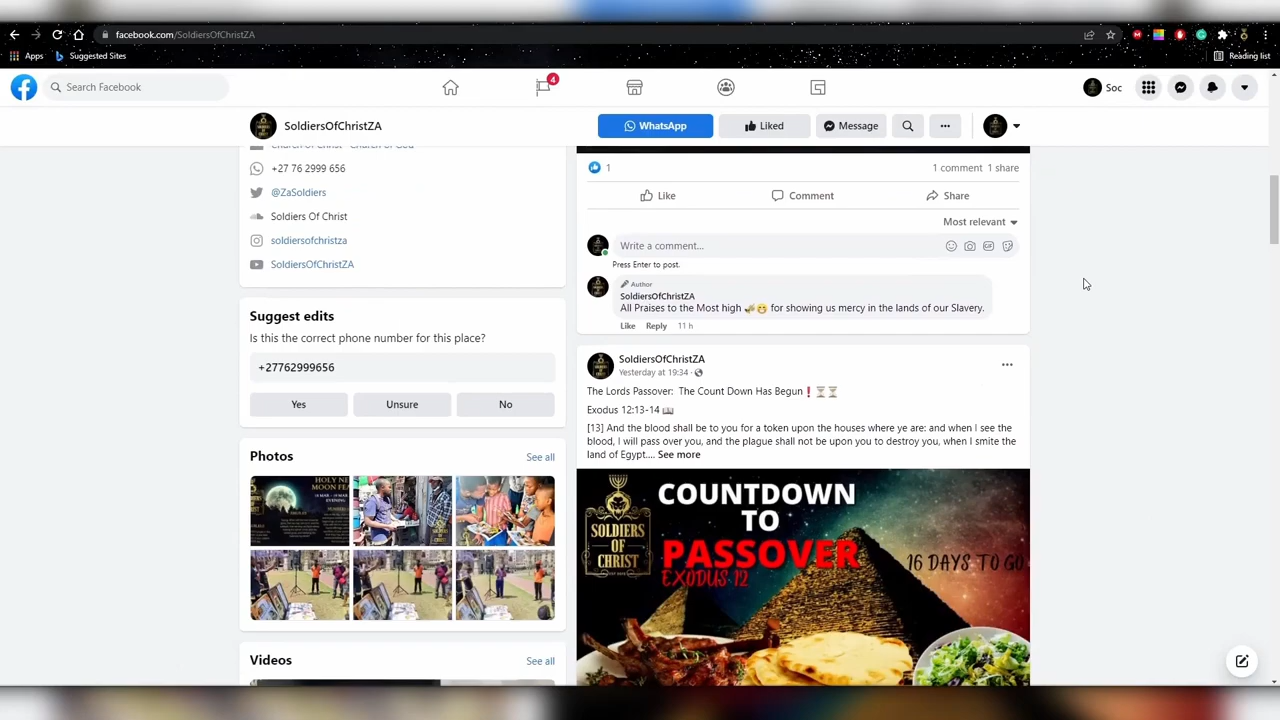 facebook.com/SoldiersOfChristZA
Apps
Suggested Sites
Reading list
Search Facebook
4
Soc
SoldiersOfChristZA
WhatsApp
Liked
Message
+27 76 2999 656
@ZaSoldiers
Soldiers Of Christ
soldiersofchristza
SoldiersOfChristZA
Suggest edits
Is this the correct phone number for this place?
+27762999656
Yes
Unsure
No
Photos
See all
HOLY NE
MOON FEA
Videos
See all
1
1 comment 1 share
Like
Comment
Share
Most relevant
Write a comment...
Press Enter to post.
Author
SoldiersOfChristZA
All Praises to the Most high 🎺😁 for showing us mercy in the lands of our Slavery.
Like Reply 11 h
SoldiersOfChristZA
Yesterday at 19:34 ·
The Lords Passover: The Count Down Has Begun❗⏳⏳
Exodus 12:13-14 📖
[13] And the blood shall be to you for a token upon the houses where ye are: and when I see the
blood, I will pass over you, and the plague shall not be upon you to destroy you, when I smite the
land of Egypt.... See more
SOLDIERS
OF
CHRIST
COUNTDOWN
TO
PASSOVER
EXODUS 12
16 DAYS TO GO